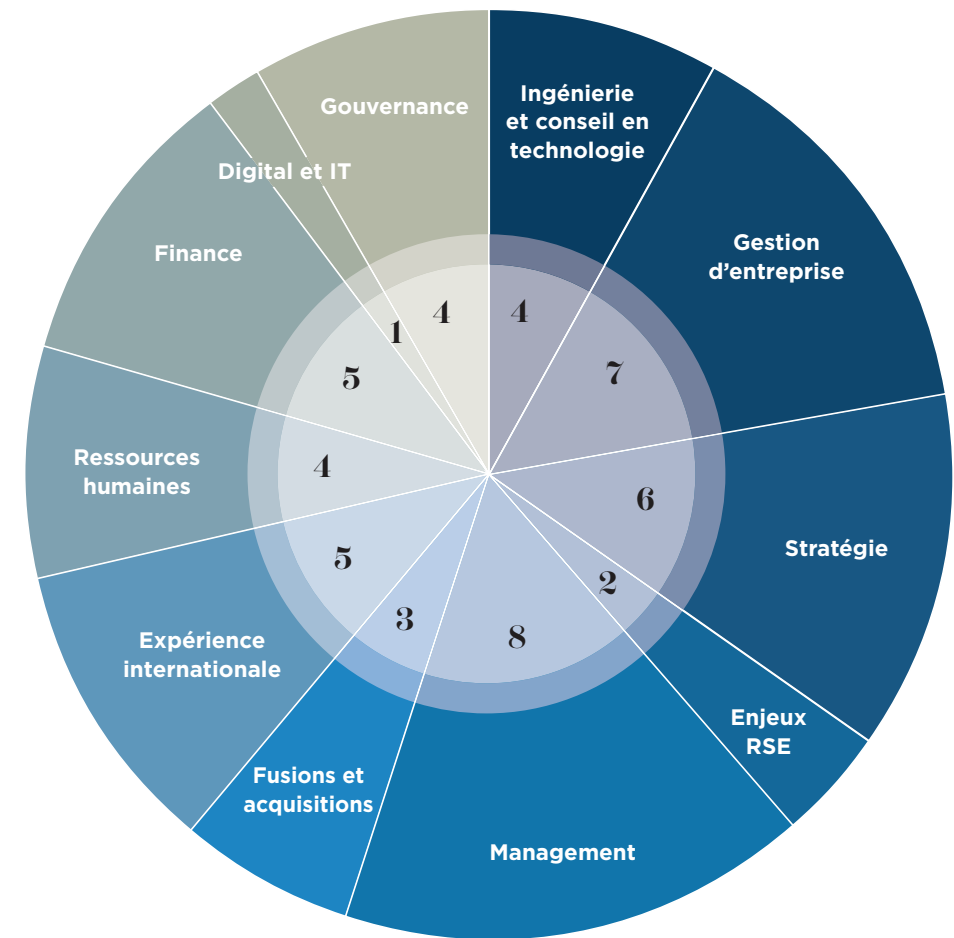 Gouvernance
4
Ingénierie
et conseil en
technologie
4
Gestion
d’entreprise
7
Stratégie
6
Enjeux
RSE
2
Management
8
Fusions et
acquisitions
3
Expérience
internationale
5
Ressources
humaines
4
Finance
5
Digital et IT
1